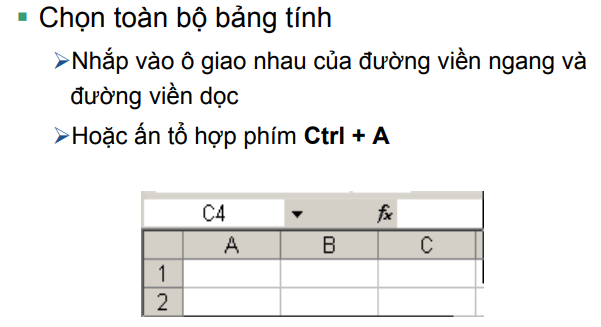 Chọn toàn bộ bảng tính
Nhắp vào ô giao nhau của đường viền ngang và
đường viền dọc
Hoặc ấn tổ hợp phím Ctrl + A
C4 fx
A B C
1
2